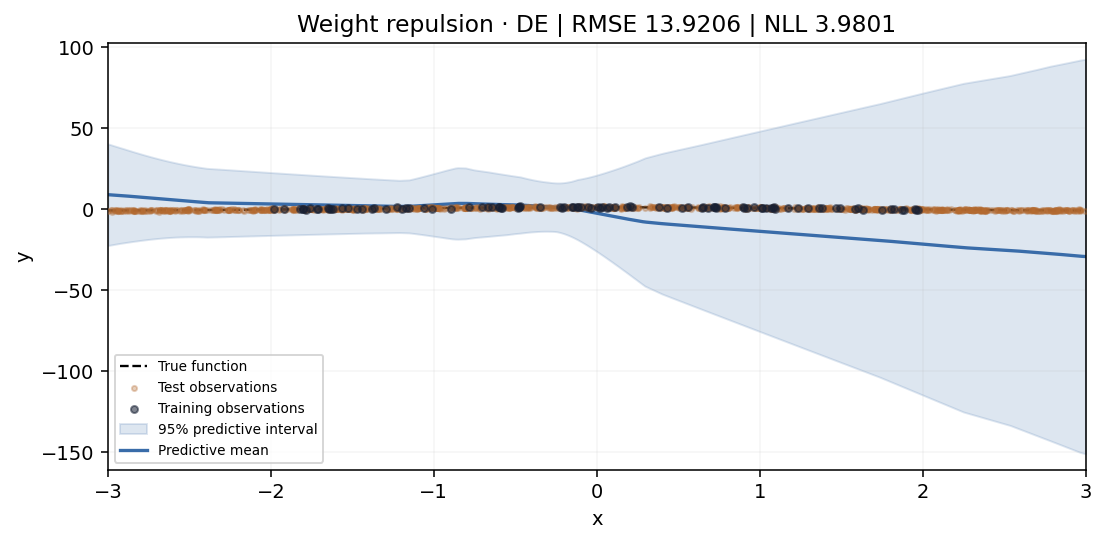 Weight repulsion · DE | RMSE 13.9206 | NLL 3.9801
100
50
0
−50
−100
−150
y
True function
Test observations
Training observations
95% predictive interval
Predictive mean
−3
−2
−1
0
1
2
3
x